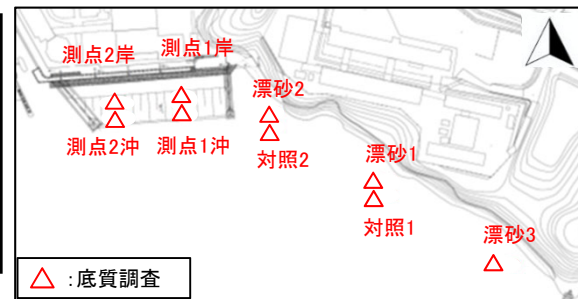 測点2岸
測点1岸
漂砂2
測点2沖
測点1沖
対照2
漂砂1
対照1
漂砂3
:底質調査